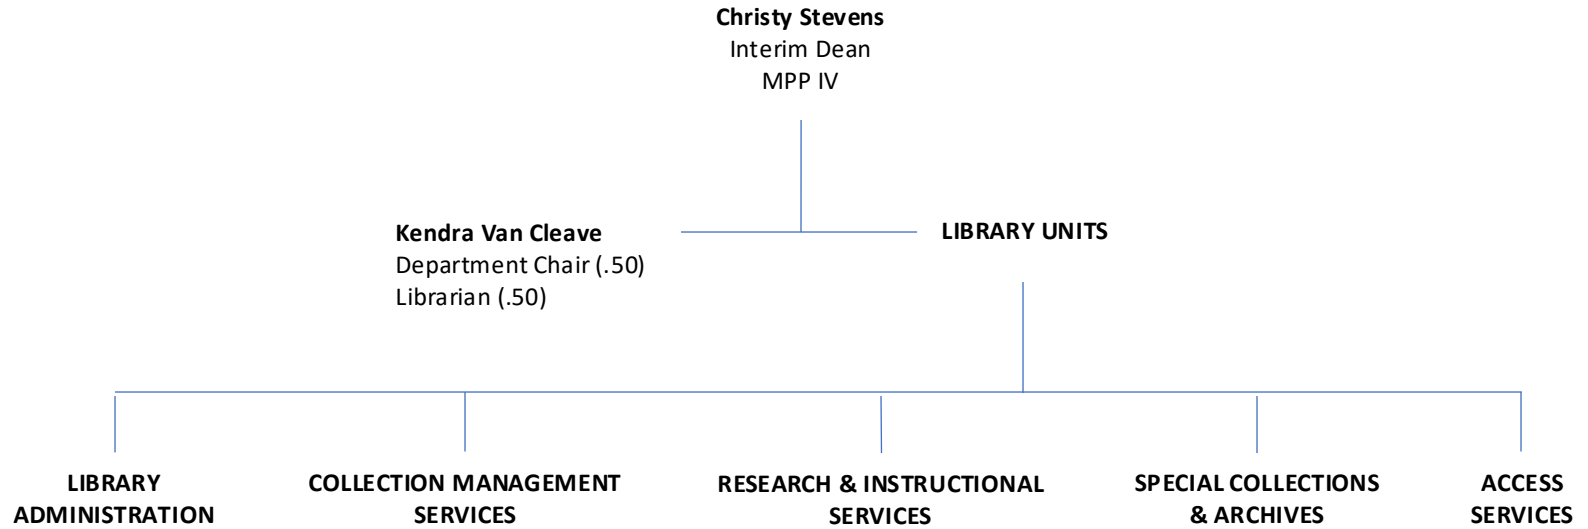 Christy Stevens
Interim Dean
MPP IV
Kendra Van Cleave
Department Chair (.50)
Librarian (.50)
LIBRARY UNITS
LIBRARY
ADMINISTRATION
COLLECTION MANAGEMENT
SERVICES
RESEARCH & INSTRUCTIONAL
SERVICES
SPECIAL COLLECTIONS
& ARCHIVES
ACCESS
SERVICES